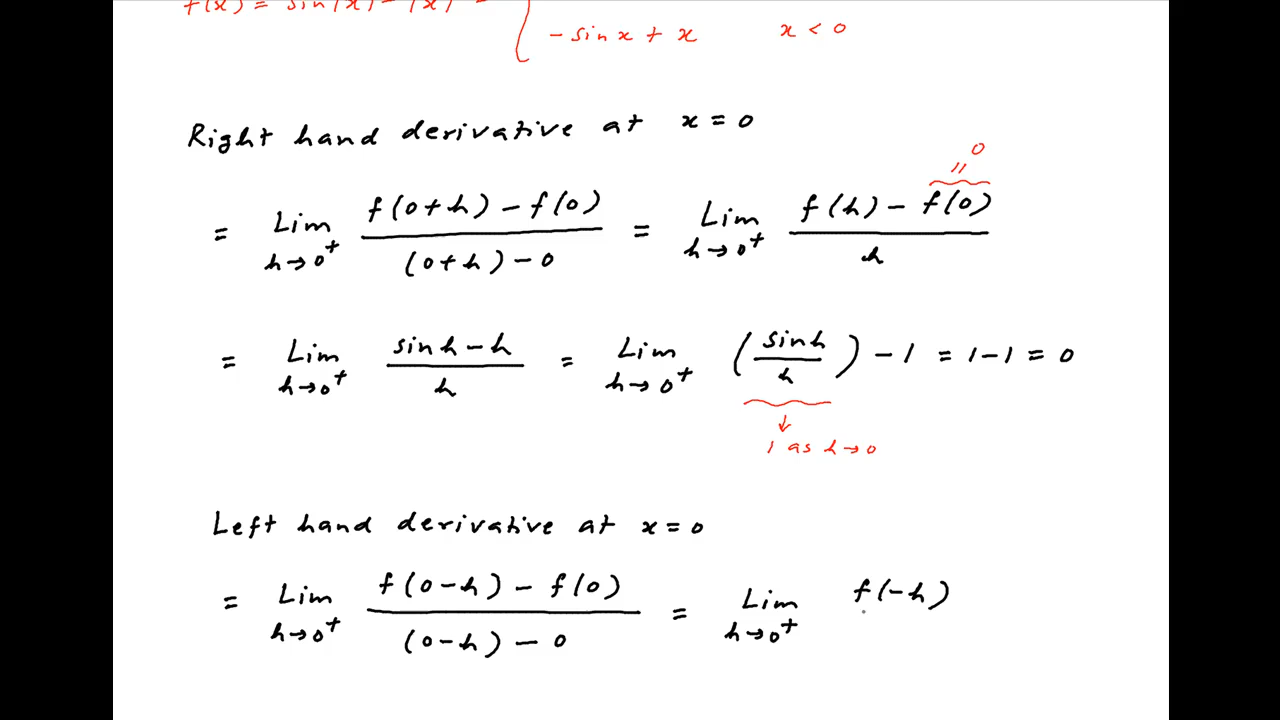 f(x) = sin|x| - |x| =
- sin x + x    x < 0
Right hand derivative at x = 0
= Lim h→0⁺ (f(0+h) - f(0)) / ((0+h) - 0) = Lim h→0⁺ (f(h) - f(0)) / h
0
"
= Lim h→0⁺ (sin h - h) / h = Lim h→0⁺ (sin h / h) - 1 = 1 - 1 = 0
↓
1 as h→0
Left hand derivative at x = 0
= Lim h→0⁺ (f(0-h) - f(0)) / ((0-h) - 0) = Lim h→0⁺ f(-h)